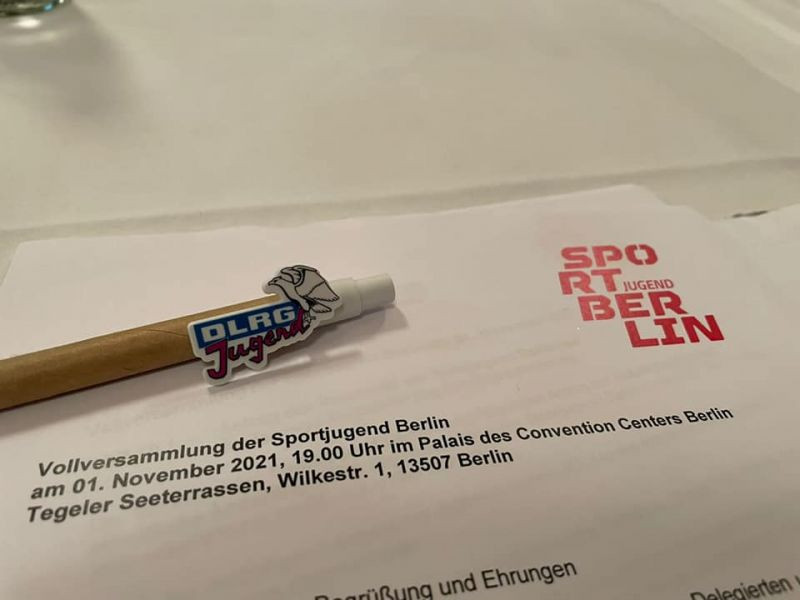 SPO
RT JUGEND
BER
LIN
DLRG
Jugend
Vollversammlung der Sportjugend Berlin
am 01. November 2021, 19.00 Uhr im Palais des Convention Centers Berlin
Tegeler Seeterrassen, Wilkestr. 1, 13507 Berlin
Begrüßung und Ehrungen
Delegierten